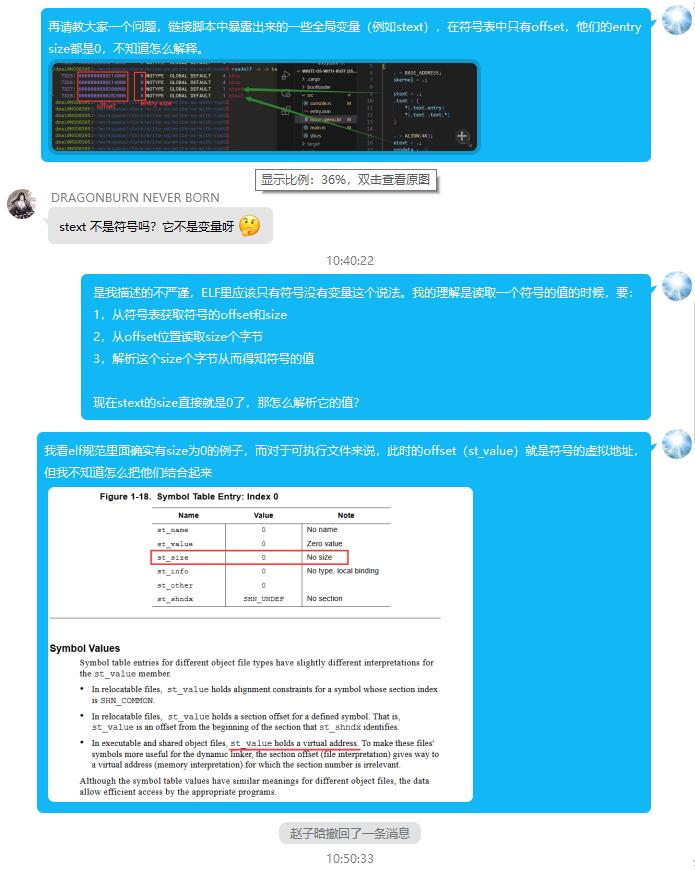 再请教大家一个问题，链接脚本中暴露出来的一些全局变量（例如stext），在符号表中只有offset，他们的entry
size都是0，不知道怎么解释。
offset
entry size
显示比例：36%，双击查看原图
DRAGONBURN NEVER BORN
stext 不是符号吗？它不是变量呀 🤔
10:40:22
是我描述的不严谨，ELF里应该只有符号没有变量这个说法。我的理解是读取一个符号的值的时候，要：
1，从符号表获取符号的offset和size
2，从offset位置读取size个字节
3，解析这个size个字节从而得知符号的值
现在stext的size直接就是0了，那怎么解析它的值？
我看elf规范里面确实有size为0的例子，而对于可执行文件来说，此时的offset（st_value）就是符号的虚拟地址，
但我不知道怎么把他们结合起来
Figure 1-18. Symbol Table Entry: Index 0
Name Value Note
st_name 0 No name
st_value 0 Zero value
st_size 0 No size
st_info 0 No type, local binding
st_other 0
st_shndx SHN_UNDEF No section
Symbol Values
Symbol table entries for different object file types have slightly different interpretations for
the st_value member.
• In relocatable files, st_value holds alignment constraints for a symbol whose section index
is SHN_COMMON.
• In relocatable files, st_value holds a section offset for a defined symbol. That is,
st_value is an offset from the beginning of the section that st_shndx identifies.
• In executable and shared object files, st_value holds a virtual address. To make these files'
symbols more useful for the dynamic linker, the section offset (file interpretation) gives way to
a virtual address (memory interpretation) for which the section number is irrelevant.
Although the symbol table values have similar meanings for different object files, the data
allow efficient access by the appropriate programs.
赵子晗撤回了一条消息
10:50:33